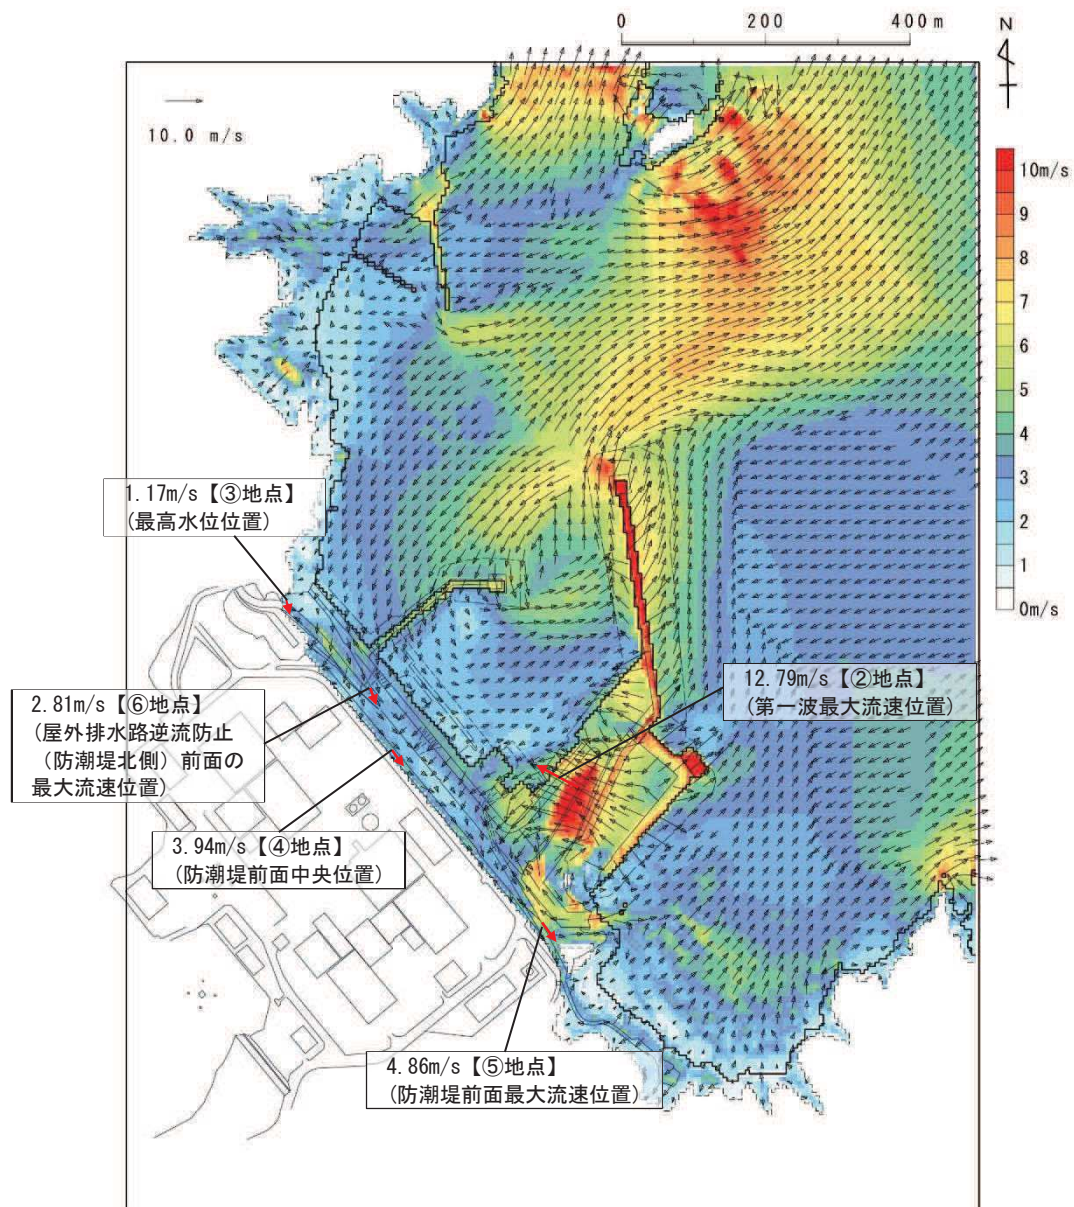 0 200 400m
N
10.0 m/s
10m/s
9
8
7
6
5
4
3
2
1
0m/s
1.17m/s【③地点】
(最高水位位置)
2.81m/s【⑥地点】
(屋外排水路逆流防止
(防潮堤北側)前面の
最大流速位置)
12.79m/s【②地点】
(第一波最大流速位置)
3.94m/s【④地点】
(防潮堤前面中央位置)
4.86m/s【⑤地点】
(防潮堤前面最大流速位置)